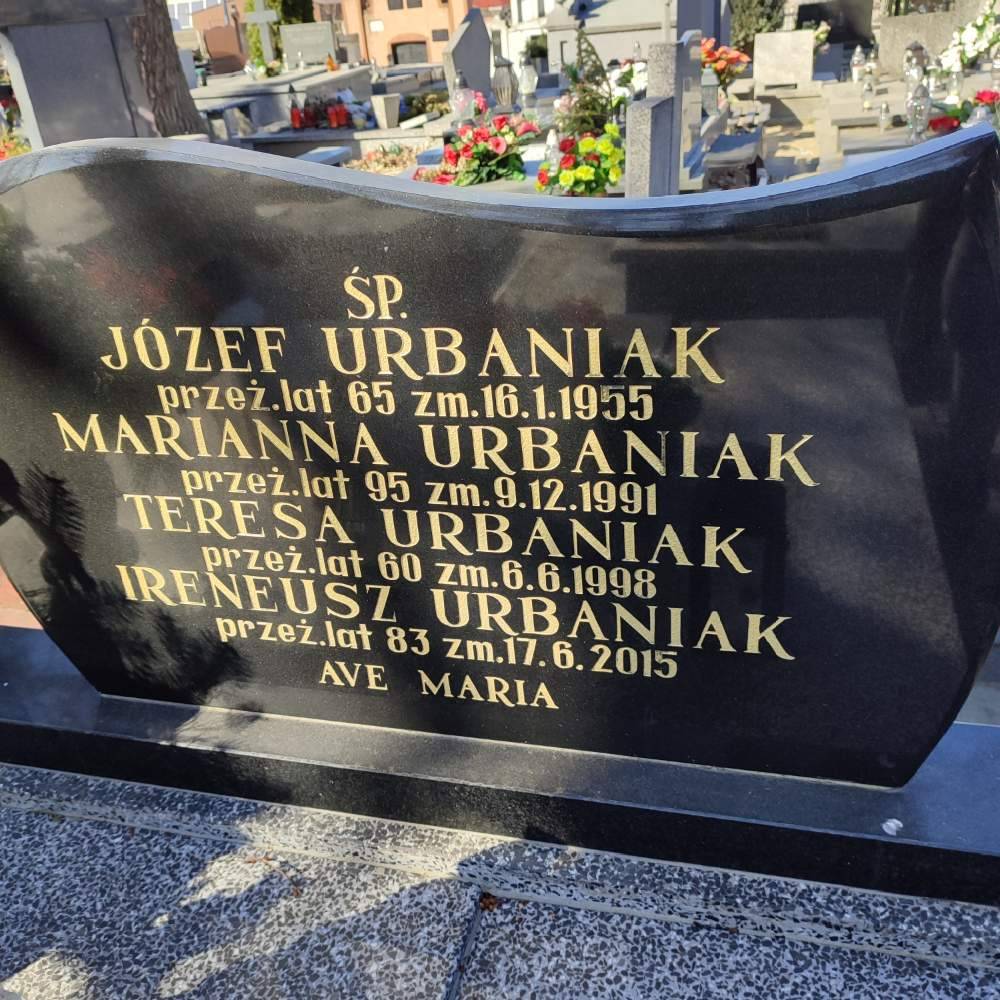 ŚP.
JÓZEF URBANIAK
przeż.lat 65 zm.16.1.1955
MARIANNA URBANIAK
przeż.lat 95 zm.9.12.1991
TERESA URBANIAK
przeż.lat 60 zm.6.6.1998
IRENEUSZ URBANIAK
przeż.lat 83 zm.17.6.2015
AVE MARIA